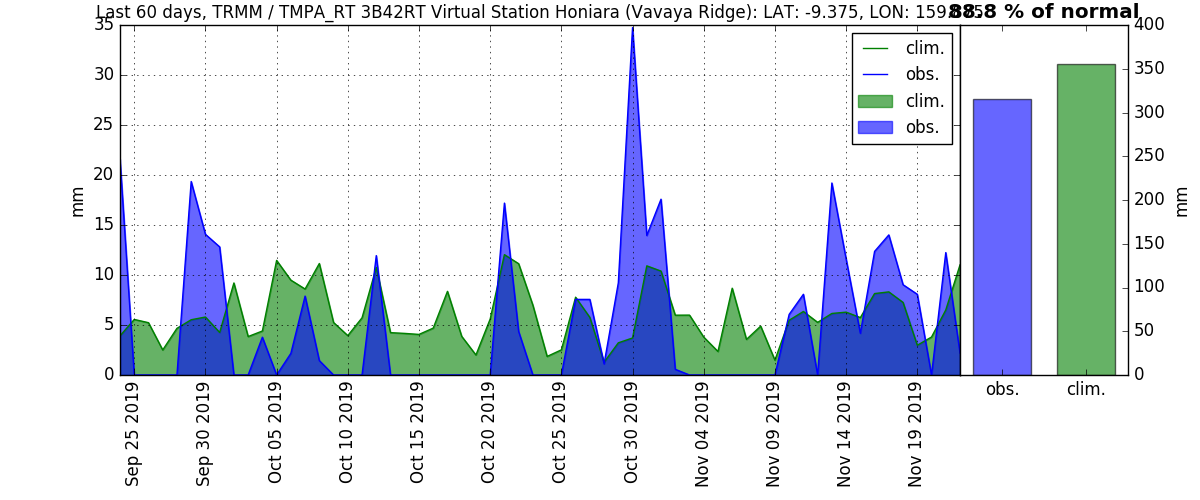 Last 60 days, TRMM / TMPA_RT 3B42RT Virtual Station Honiara (Vavaya Ridge): LAT: -9.375, LON:
88.8 % of normal
35
30
25
20
15
10
5
0
mm
clim.
obs.
clim.
obs.
400
350
300
250
200
150
100
50
0
mm
obs.
clim.
Sep 25 2019
Sep 30 2019
Oct 05 2019
Oct 10 2019
Oct 15 2019
Oct 20 2019
Oct 25 2019
Oct 30 2019
Nov 04 2019
Nov 09 2019
Nov 14 2019
Nov 19 2019